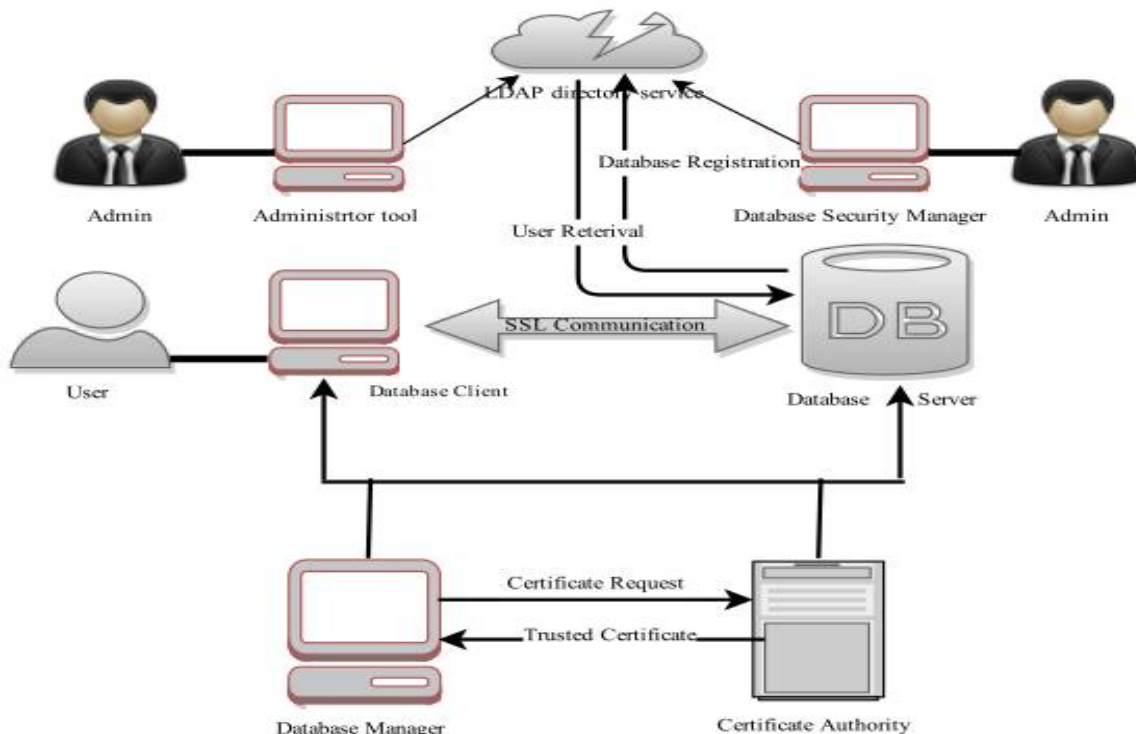 LDAP directory service
Database Registration
Admin
Administrtor tool
Database Security Manager
Admin
User Reterival
DB
SSL Communication
User
Database Client
Database Server
Certificate Request
Trusted Certificate
Database Manager
Certificate Authority